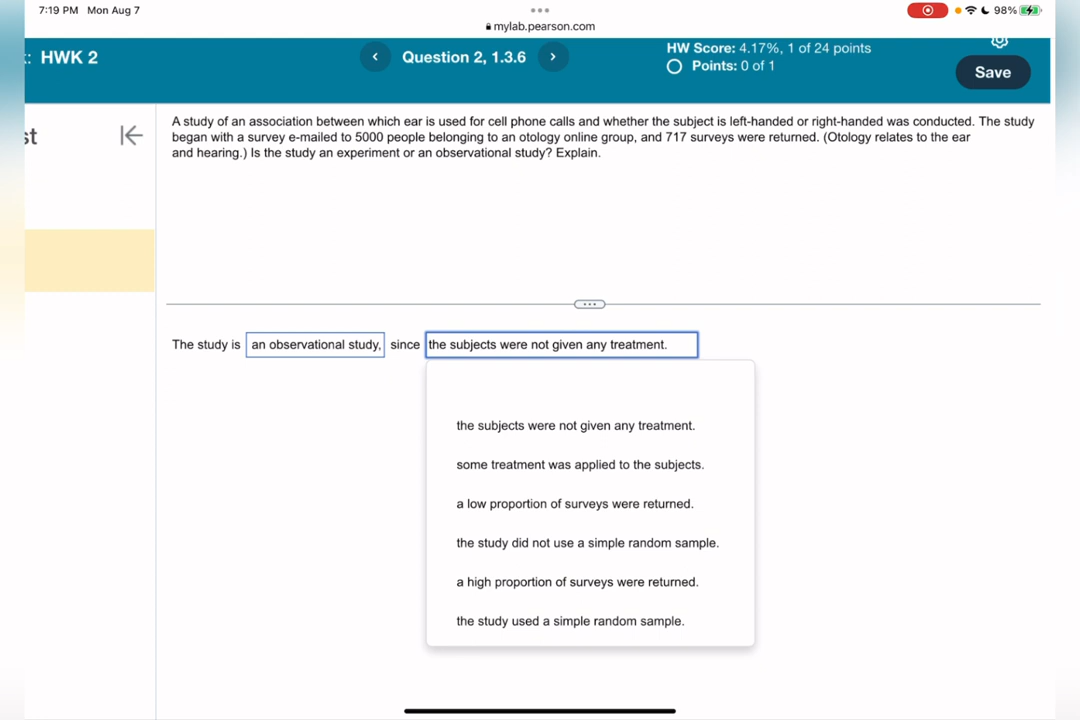 7:19 PM Mon Aug 7
98%
mylab.pearson.com
: HWK 2
Question 2, 1.3.6
HW Score: 4.17%, 1 of 24 points
Points: 0 of 1
Save
st
A study of an association between which ear is used for cell phone calls and whether the subject is left-handed or right-handed was conducted. The study
began with a survey e-mailed to 5000 people belonging to an otology online group, and 717 surveys were returned. (Otology relates to the ear
and hearing.) Is the study an experiment or an observational study? Explain.
The study is an observational study, since the subjects were not given any treatment.
the subjects were not given any treatment.
some treatment was applied to the subjects.
a low proportion of surveys were returned.
the study did not use a simple random sample.
a high proportion of surveys were returned.
the study used a simple random sample.